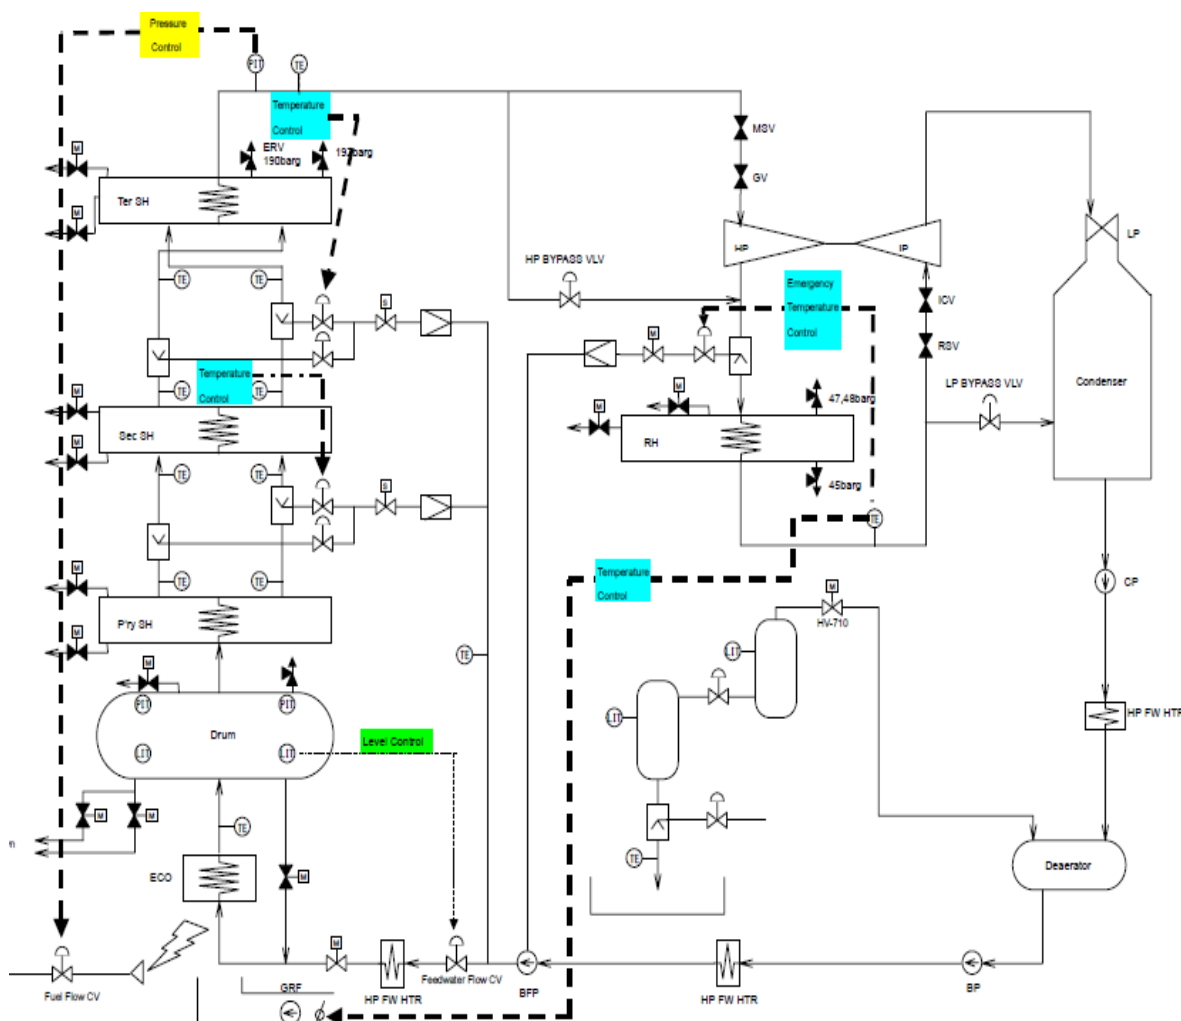 Pressure
Control
PIT
TE
Temperature
Control
ERV
190barg
192barg
MSV
GV
M
M
Ter SH
HP
IP
LP
TE
TE
HP BYPASS VLV
Emergency
Temperature
Control
ICV
RSV
S
M
Temperature
Control
TE
TE
LP BYPASS VLV
Condenser
M
M
Sec SH
M
M
47,48barg
RH
45barg
TE
TE
S
TE
M
M
P'ry SH
TE
TE
Temperature
Control
CP
M
HV-710
TE
LIT
LIT
M
PIT
PIT
Drum
LIT
LIT
Level Control
HP FW HTR
M
M
TE
TE
ECO
M
Deaerator
M
Fuel Flow CV
GRF
HP FW HTR
Feedwater Flow CV
BFP
HP FW HTR
BP